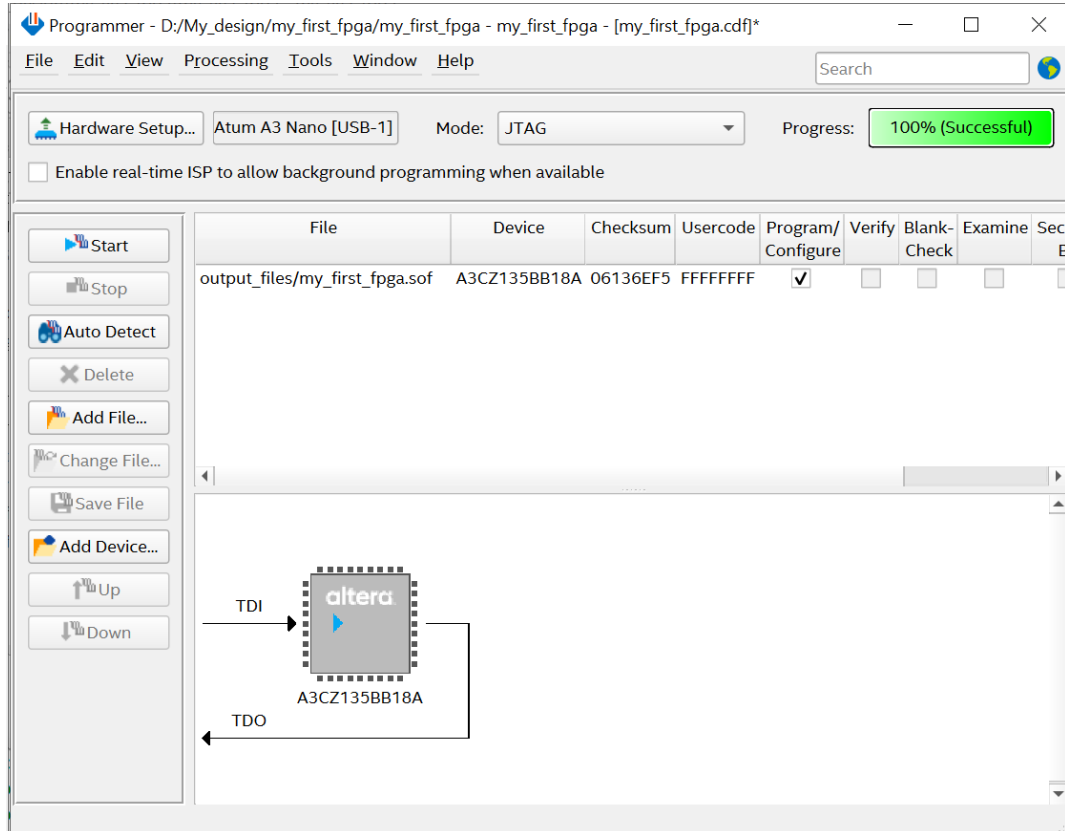 Programmer - D:/My_design/my_first_fpga/my_first_fpga - my_first_fpga - [my_first_fpga.cdf]*
File Edit View Processing Tools Window Help
Search
Hardware Setup... Atum A3 Nano [USB-1] Mode: JTAG Progress: 100% (Successful)
Enable real-time ISP to allow background programming when available
Start
Stop
Auto Detect
Delete
Add File...
Change File...
Save File
Add Device...
Up
Down
File Device Checksum Usercode Program/ Verify Blank- Examine Sec
Configure Check
output_files/my_first_fpga.sof A3CZ135BB18A 06136EF5 FFFFFFFF
TDI
altera
A3CZ135BB18A
TDO